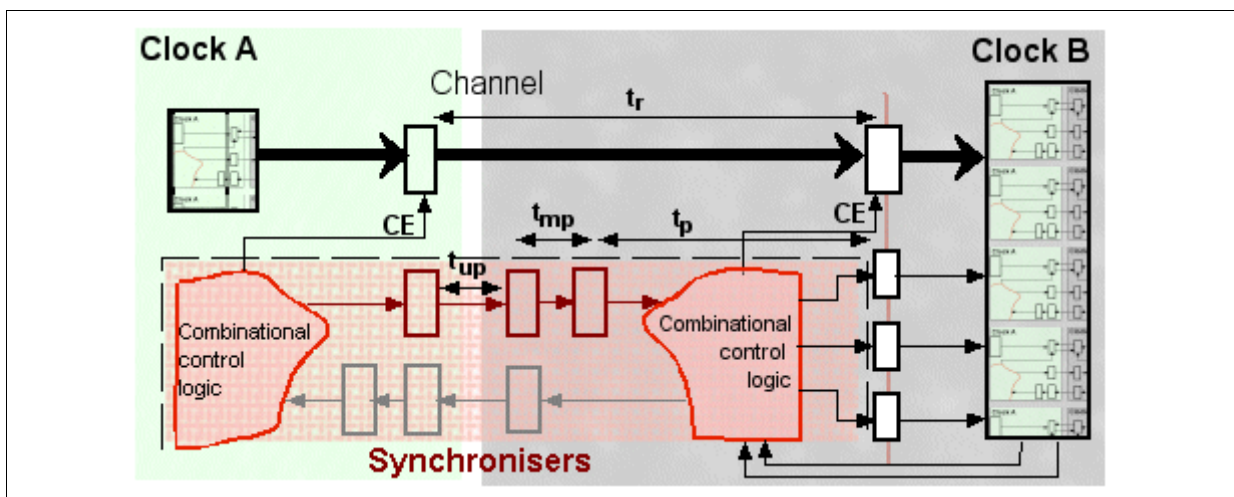 Clock A
Clock B
Channel
tr
CE
tmp
tp
CE
tup
Combinational
control
logic
Combinational
control
logic
Synchronisers